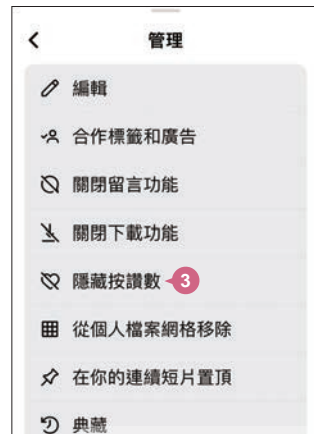 管理
編輯
合作標籤和廣告
關閉留言功能
關閉下載功能
隱藏按讚數 3
從個人檔案網格移除
在你的連續短片置頂
典藏